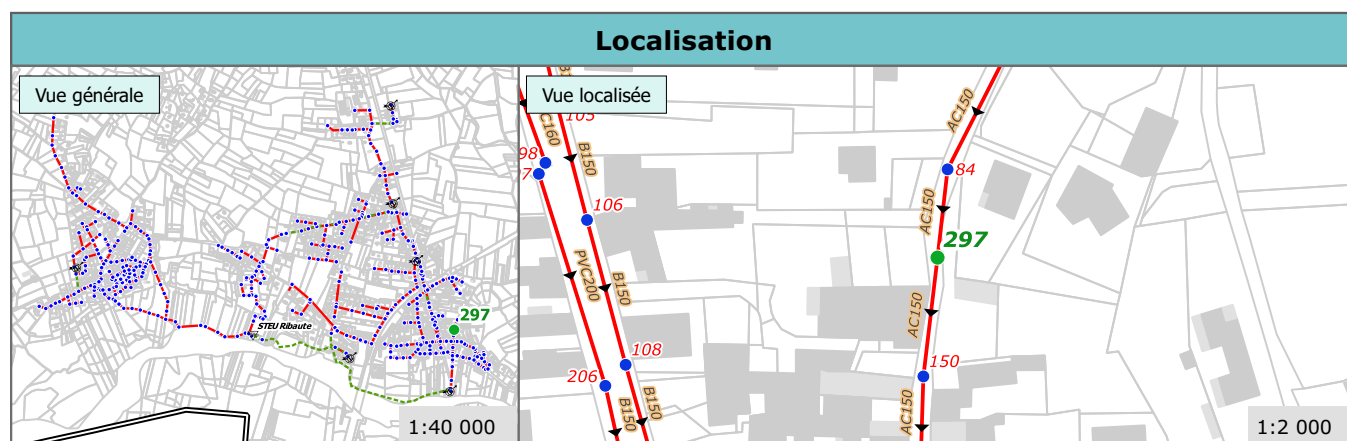 Localisation
Vue générale
STEU Ribaute
297
1:40 000
Vue localisée
C160
105
B150
98
7
106
PVC200
B150
108
206
B150
B150
AC150
84
AC150
297
AC150
150
AC150
1:2 000